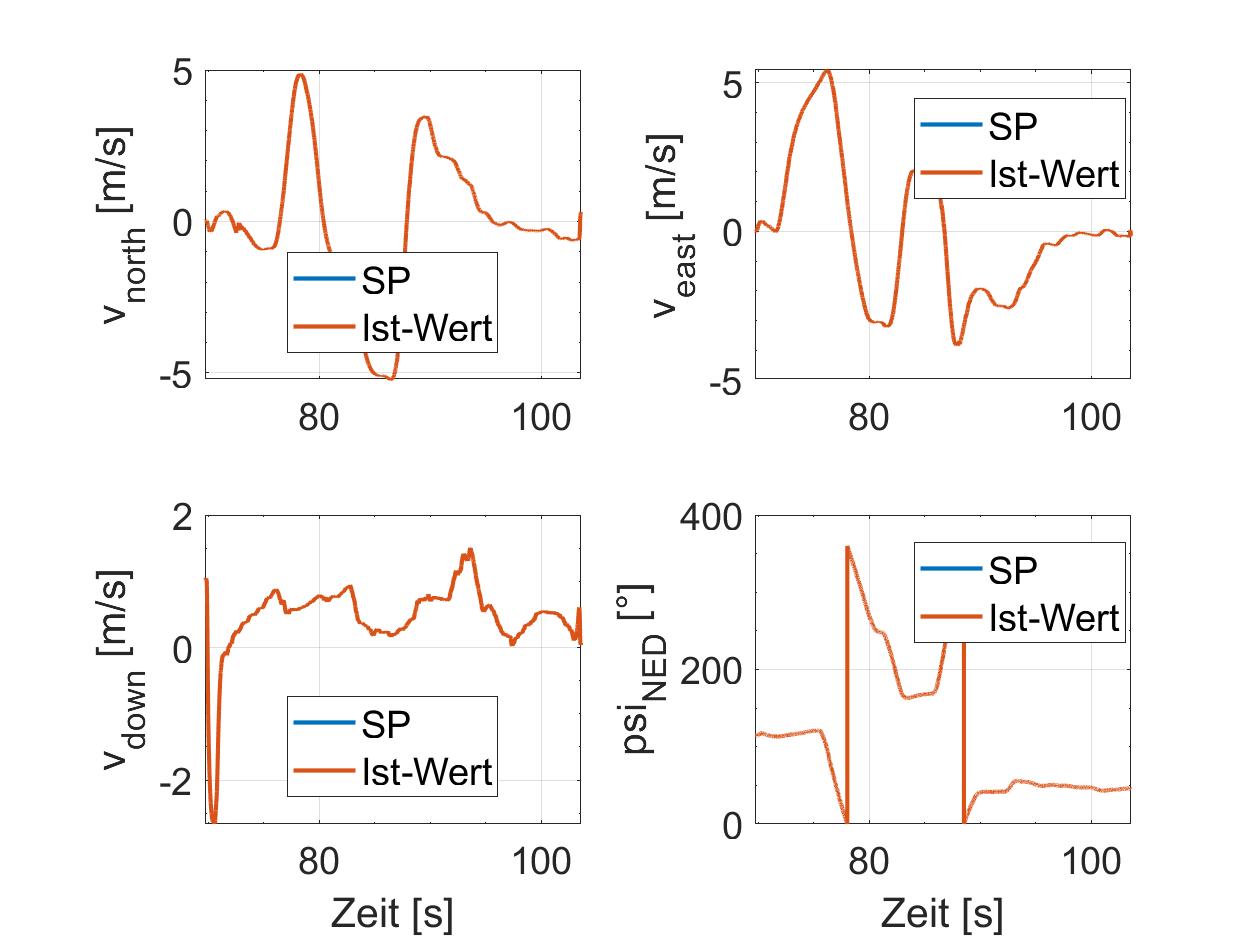 5
0
-5
v_north [m/s]
SP
Ist-Wert
80
100
5
0
-5
v_east [m/s]
SP
Ist-Wert
80
100
2
0
-2
v_down [m/s]
SP
Ist-Wert
80
100
Zeit [s]
400
200
0
psi_NED [°]
SP
Ist-Wert
80
100
Zeit [s]